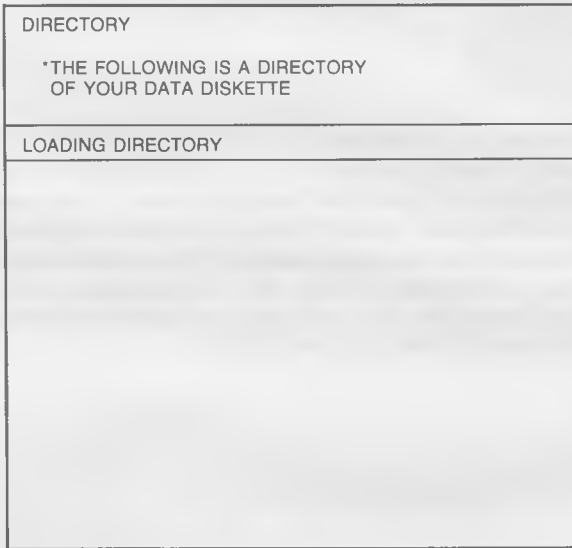 DIRECTORY
*THE FOLLOWING IS A DIRECTORY
OF YOUR DATA DISKETTE
LOADING DIRECTORY